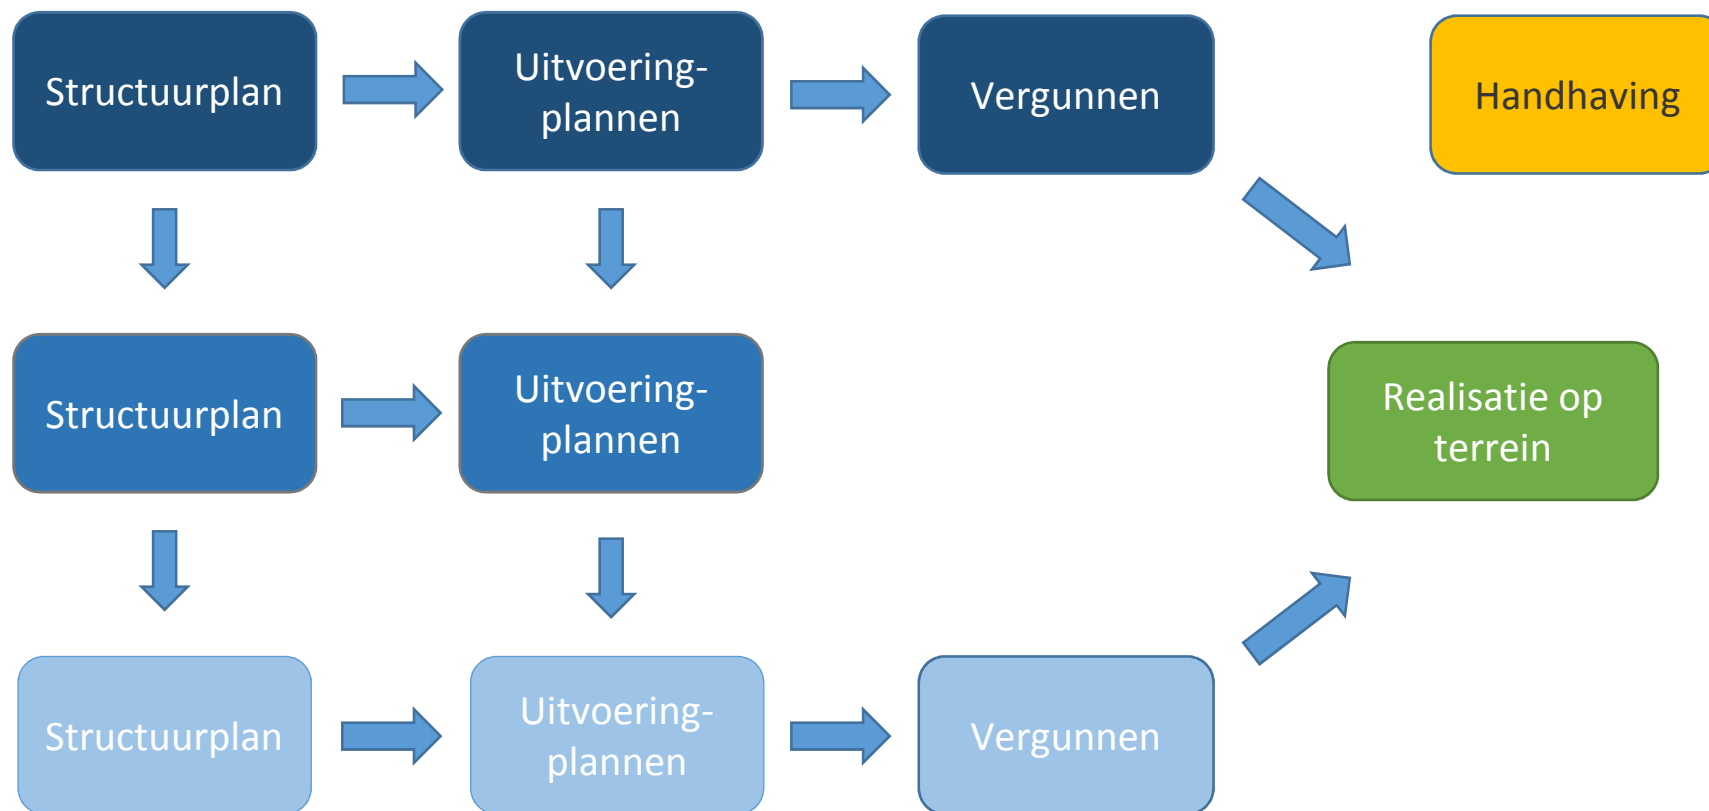 Structuurplan
Uitvoering-
plannen
Vergunnen
Handhaving
Structuurplan
Uitvoering-
plannen
Realisatie op
terrein
Structuurplan
Uitvoering-
plannen
Vergunnen